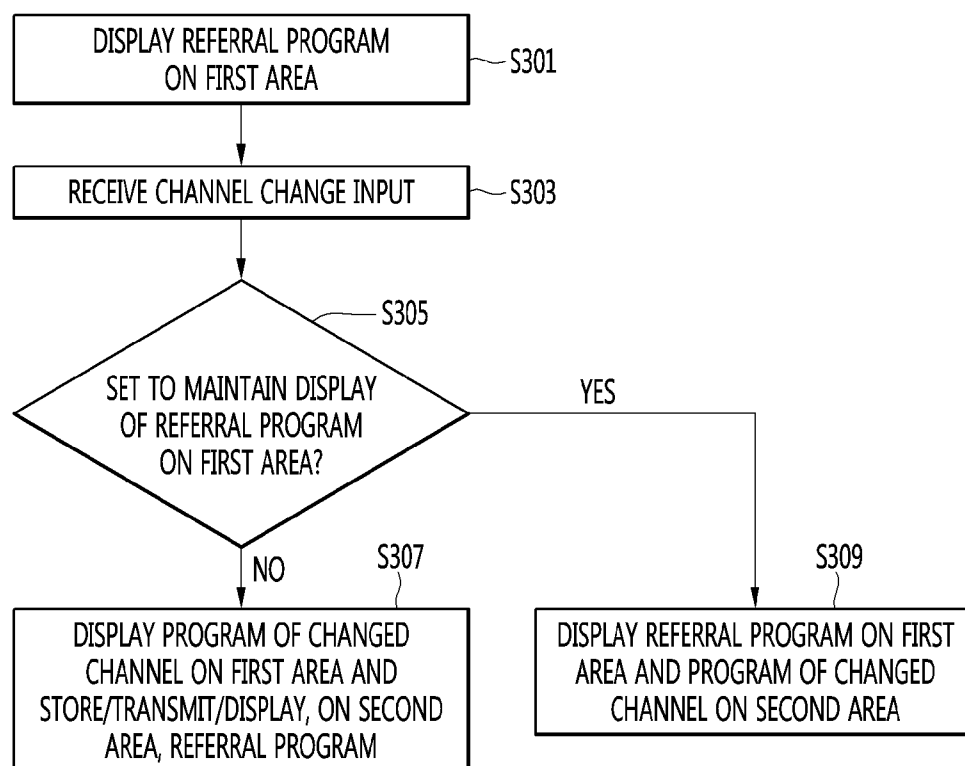 DISPLAY REFERRAL PROGRAM
ON FIRST AREA
S301
RECEIVE CHANNEL CHANGE INPUT
S303
S305
SET TO MAINTAIN DISPLAY
OF REFERRAL PROGRAM
ON FIRST AREA?
YES
NO
S307
DISPLAY PROGRAM OF CHANGED
CHANNEL ON FIRST AREA AND
STORE/TRANSMIT/DISPLAY, ON SECOND
AREA, REFERRAL PROGRAM
S309
DISPLAY REFERRAL PROGRAM ON FIRST
AREA AND PROGRAM OF CHANGED
CHANNEL ON SECOND AREA